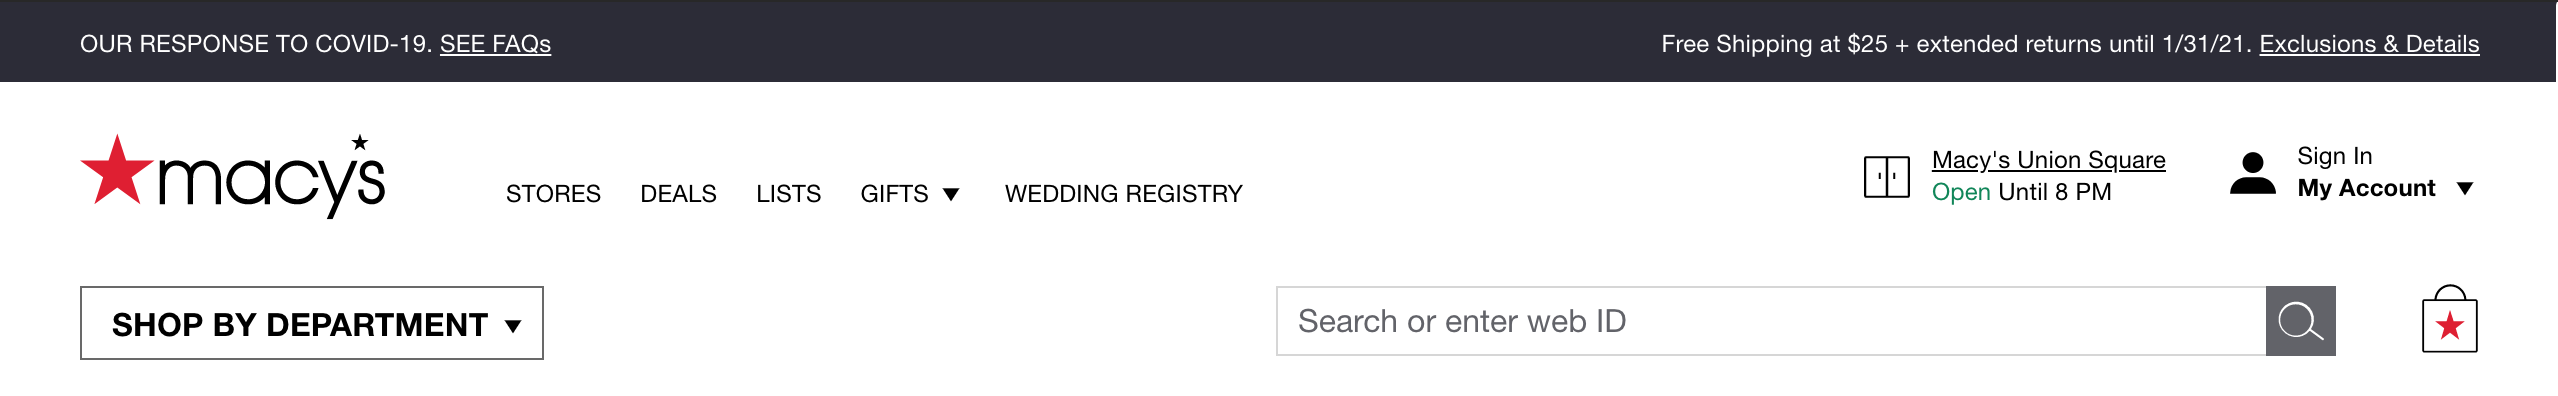 OUR RESPONSE TO COVID-19. SEE FAQs
Free Shipping at $25 + extended returns until 1/31/21. Exclusions & Details
macy's
STORES DEALS LISTS GIFTS WEDDING REGISTRY
Macy's Union Square
Open Until 8 PM
Sign In
My Account
SHOP BY DEPARTMENT
Search or enter web ID